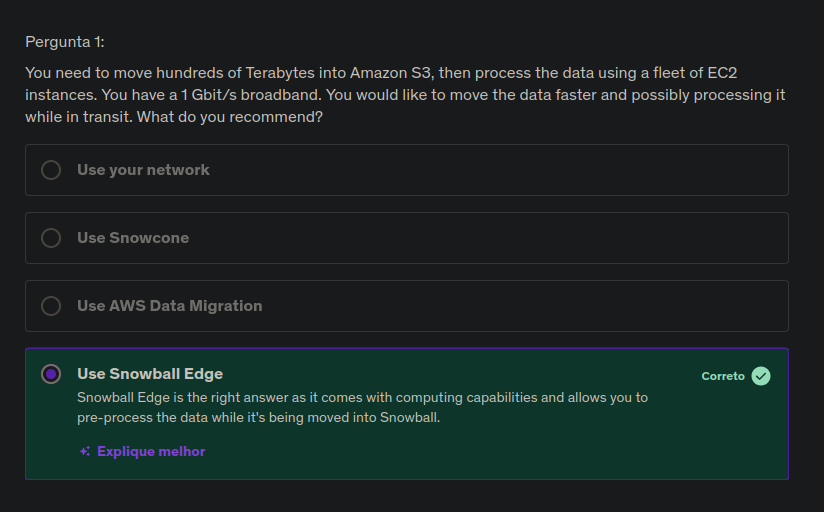 Pergunta 1:
You need to move hundreds of Terabytes into Amazon S3, then process the data using a fleet of EC2
instances. You have a 1 Gbit/s broadband. You would like to move the data faster and possibly processing it
while in transit. What do you recommend?
Use your network
Use Snowcone
Use AWS Data Migration
Use Snowball Edge
Correto
Snowball Edge is the right answer as it comes with computing capabilities and allows you to
pre-process the data while it's being moved into Snowball.
Explique melhor